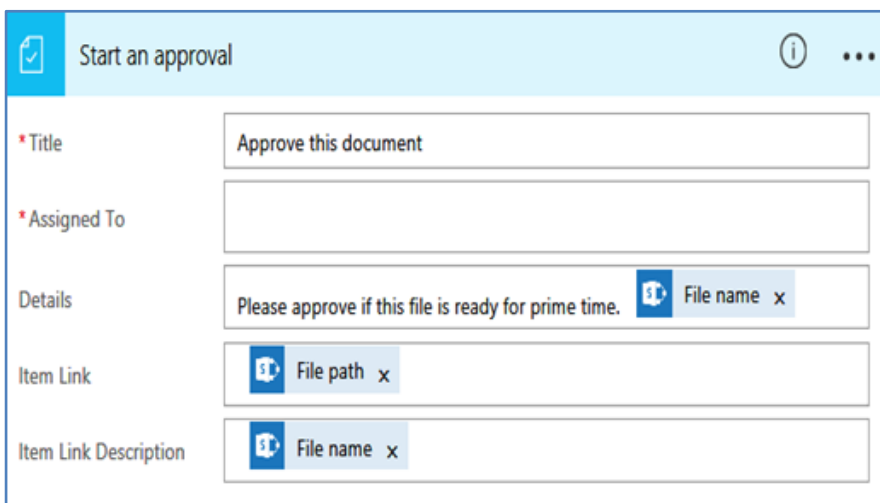 Start an approval
* Title Approve this document
* Assigned To
Details Please approve if this file is ready for prime time. File name x
Item Link File path x
Item Link Description File name x